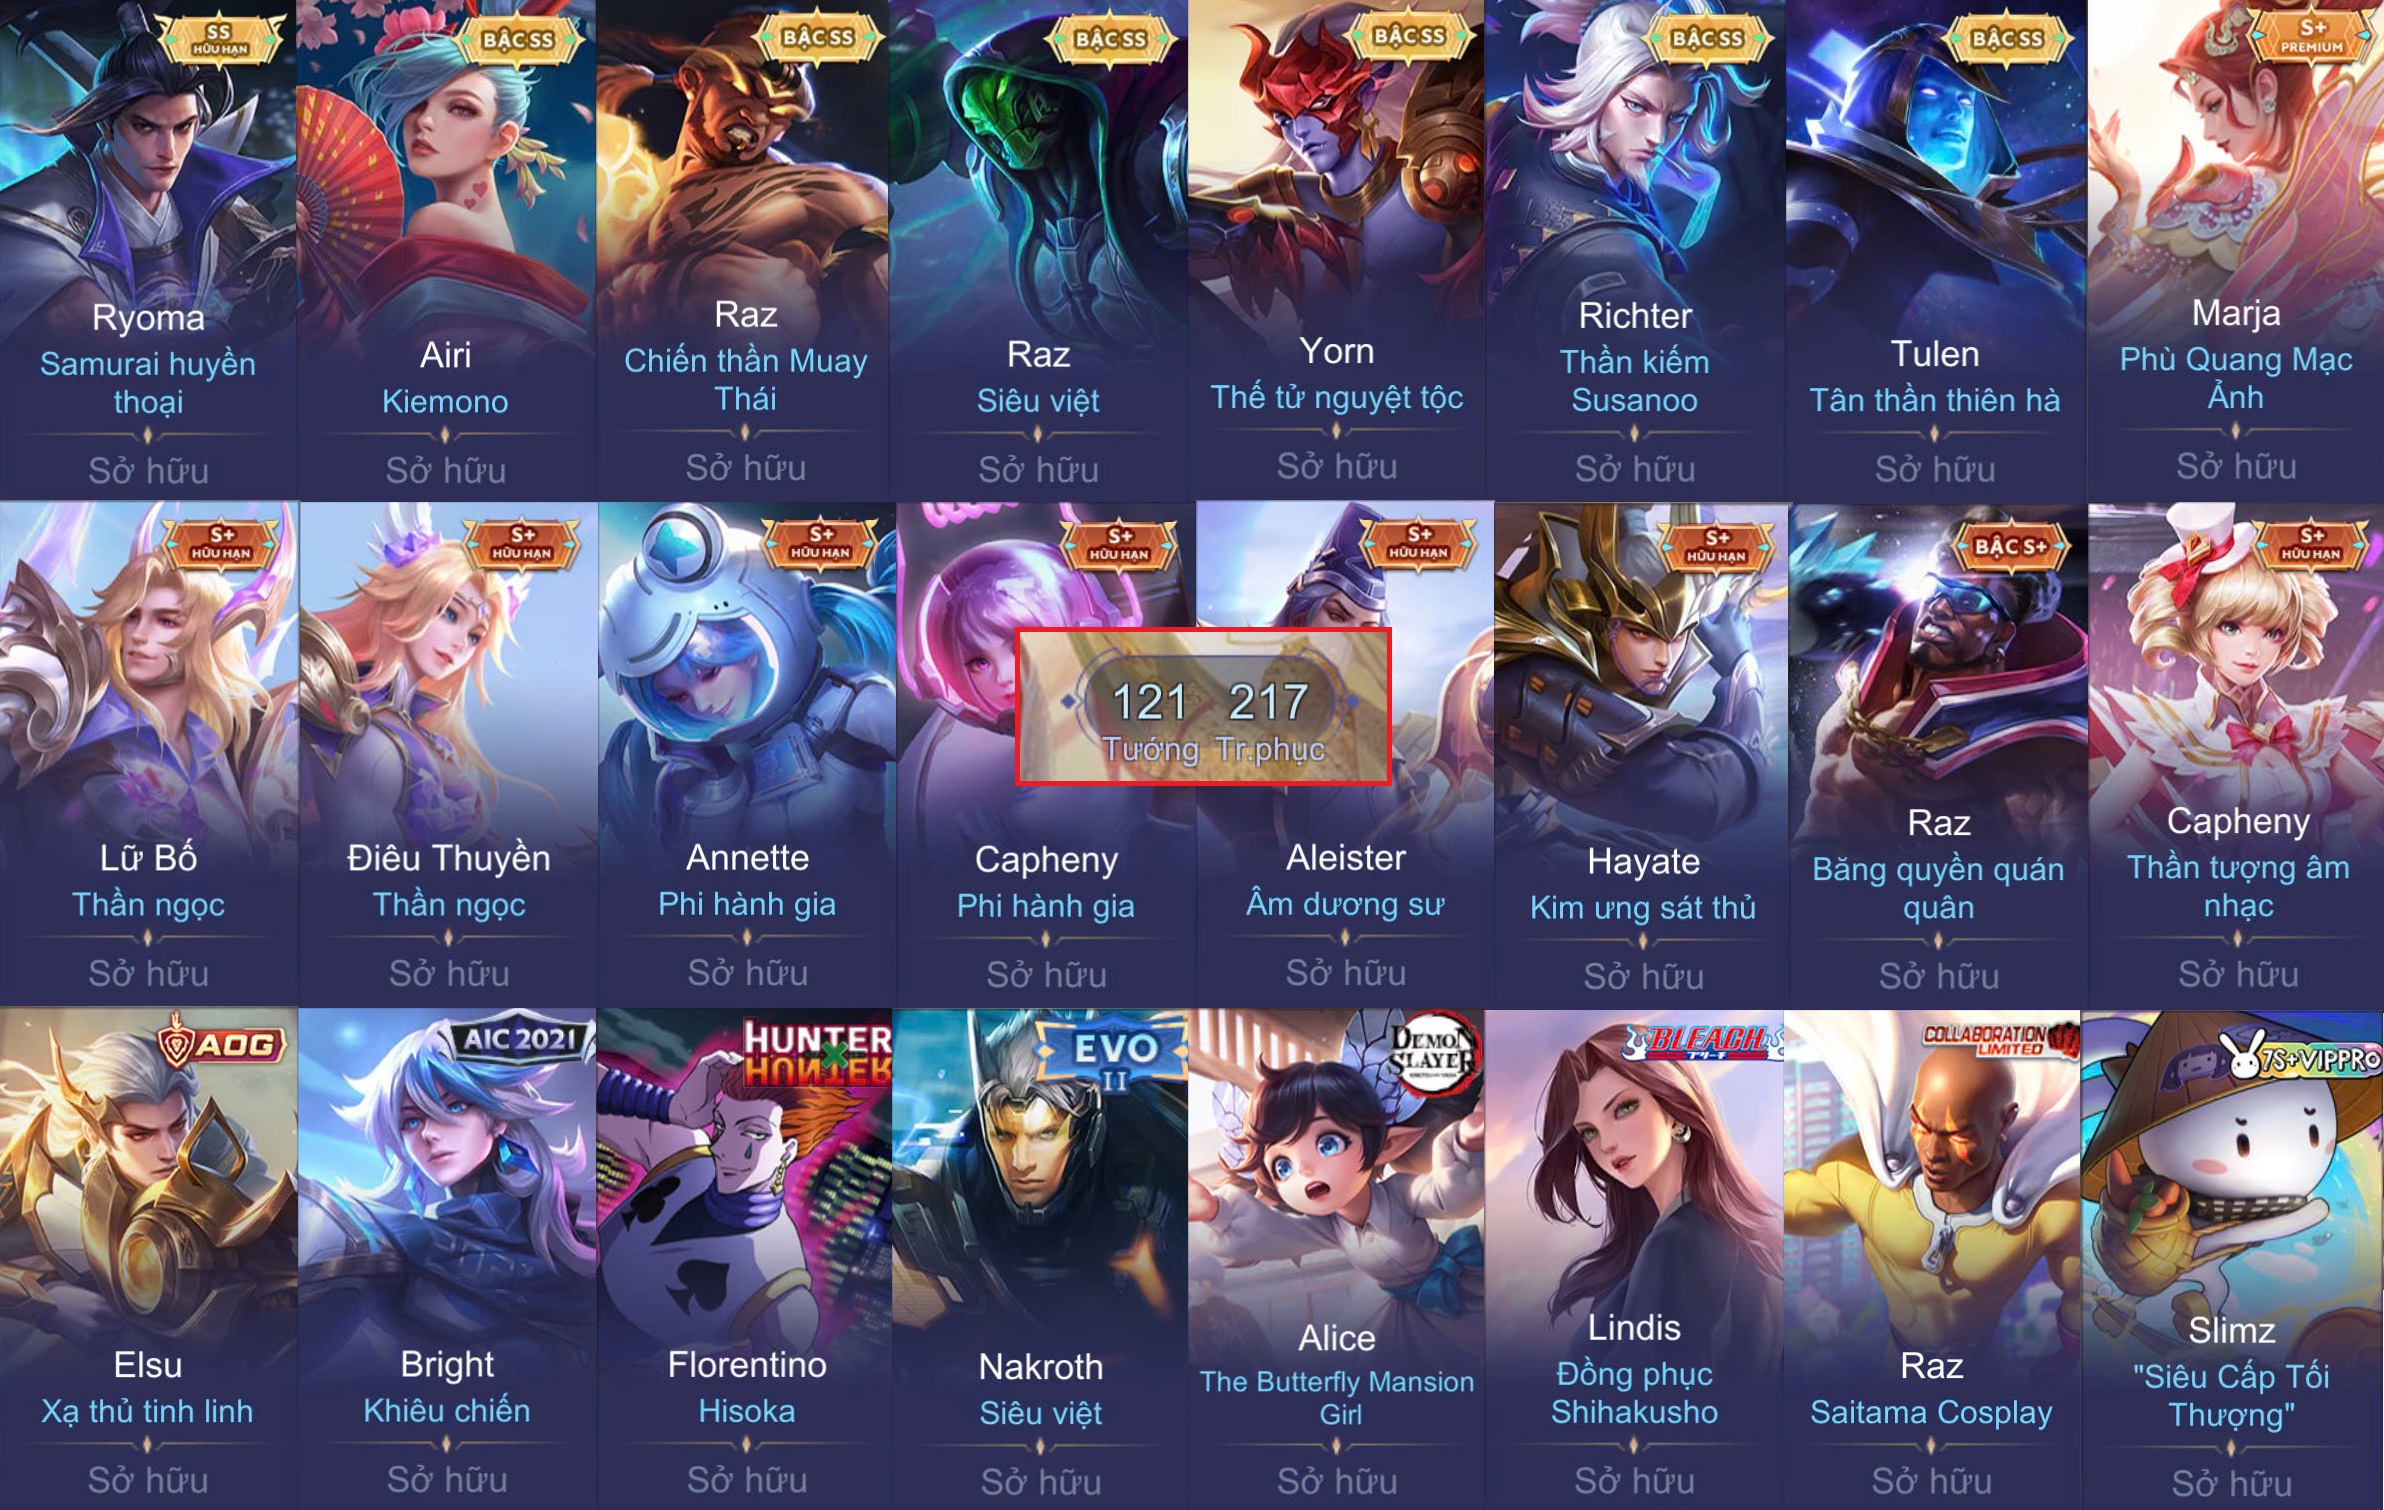 SS
HỮU HẠN
BẬC SS
BẬC SS
BẬC SS
BẬC SS
BẬC SS
BẬC SS
S+
PREMIUM
Ryoma
Samurai huyền
thoại
Sở hữu
Airi
Kiemono
Sở hữu
Raz
Chiến thần Muay
Thái
Sở hữu
Raz
Siêu việt
Sở hữu
Yorn
Thế tử nguyệt tộc
Sở hữu
Richter
Thần kiếm
Susanoo
Sở hữu
Tulen
Tân thần thiên hà
Sở hữu
Marja
Phù Quang Mạc
Ảnh
Sở hữu
S+
HỮU HẠN
S+
HỮU HẠN
S+
HỮU HẠN
S+
HỮU HẠN
S+
HỮU HẠN
S+
HỮU HẠN
BẬC S+
S+
HỮU HẠN
121 217
Tướng Tr.phục
Lữ Bố
Thần ngọc
Sở hữu
Điêu Thuyền
Thần ngọc
Sở hữu
Annette
Phi hành gia
Sở hữu
Capheny
Phi hành gia
Sở hữu
Aleister
Âm dương sư
Sở hữu
Hayate
Kim ưng sát thủ
Sở hữu
Raz
Băng quyền quán
quân
Sở hữu
Capheny
Thần tượng âm
nhạc
Sở hữu
AOG
AIC 2021
HUNTER
HUNTER
EVO
II
DEMON
SLAYER
BLEACH
ブリーチ
COLLABORATION
LIMITED
7S+VIPPRO
Elsu
Xạ thủ tinh linh
Sở hữu
Bright
Khiêu chiến
Sở hữu
Florentino
Hisoka
Sở hữu
Nakroth
Siêu việt
Sở hữu
Alice
The Butterfly Mansion
Girl
Sở hữu
Lindis
Đồng phục
Shihakusho
Sở hữu
Raz
Saitama Cosplay
Sở hữu
Slimz
"Siêu Cấp Tối
Thượng"
Sở hữu